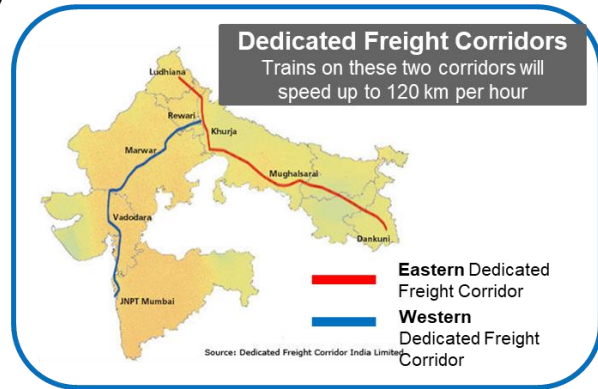 Dedicated Freight Corridors
Trains on these two corridors will
speed up to 120 km per hour
Ludhiana
Rewari
Khurja
Marwar
Mughalsarai
Vadodara
Dankuni
JNPT Mumbai
Eastern Dedicated
Freight Corridor
Western
Dedicated Freight
Corridor
Source: Dedicated Freight Corridor India Limited